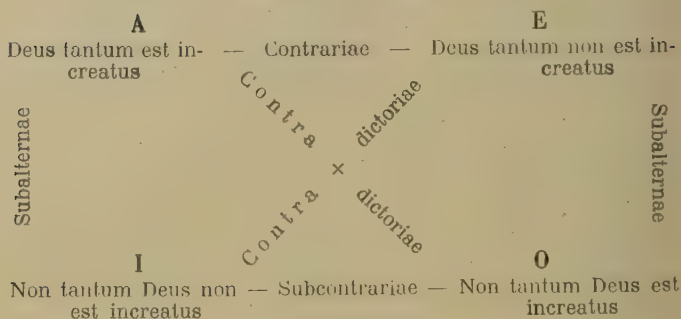 A E
Deus tantum est in- — Contrariae — Deus tantum non est in-
creatus creatus
Contra dictoriae
Subalternae × Subalternae
Contra dictoriae
I O
Non tantum Deus non — Subcontrariae — Non tantum Deus est
est increatus increatus